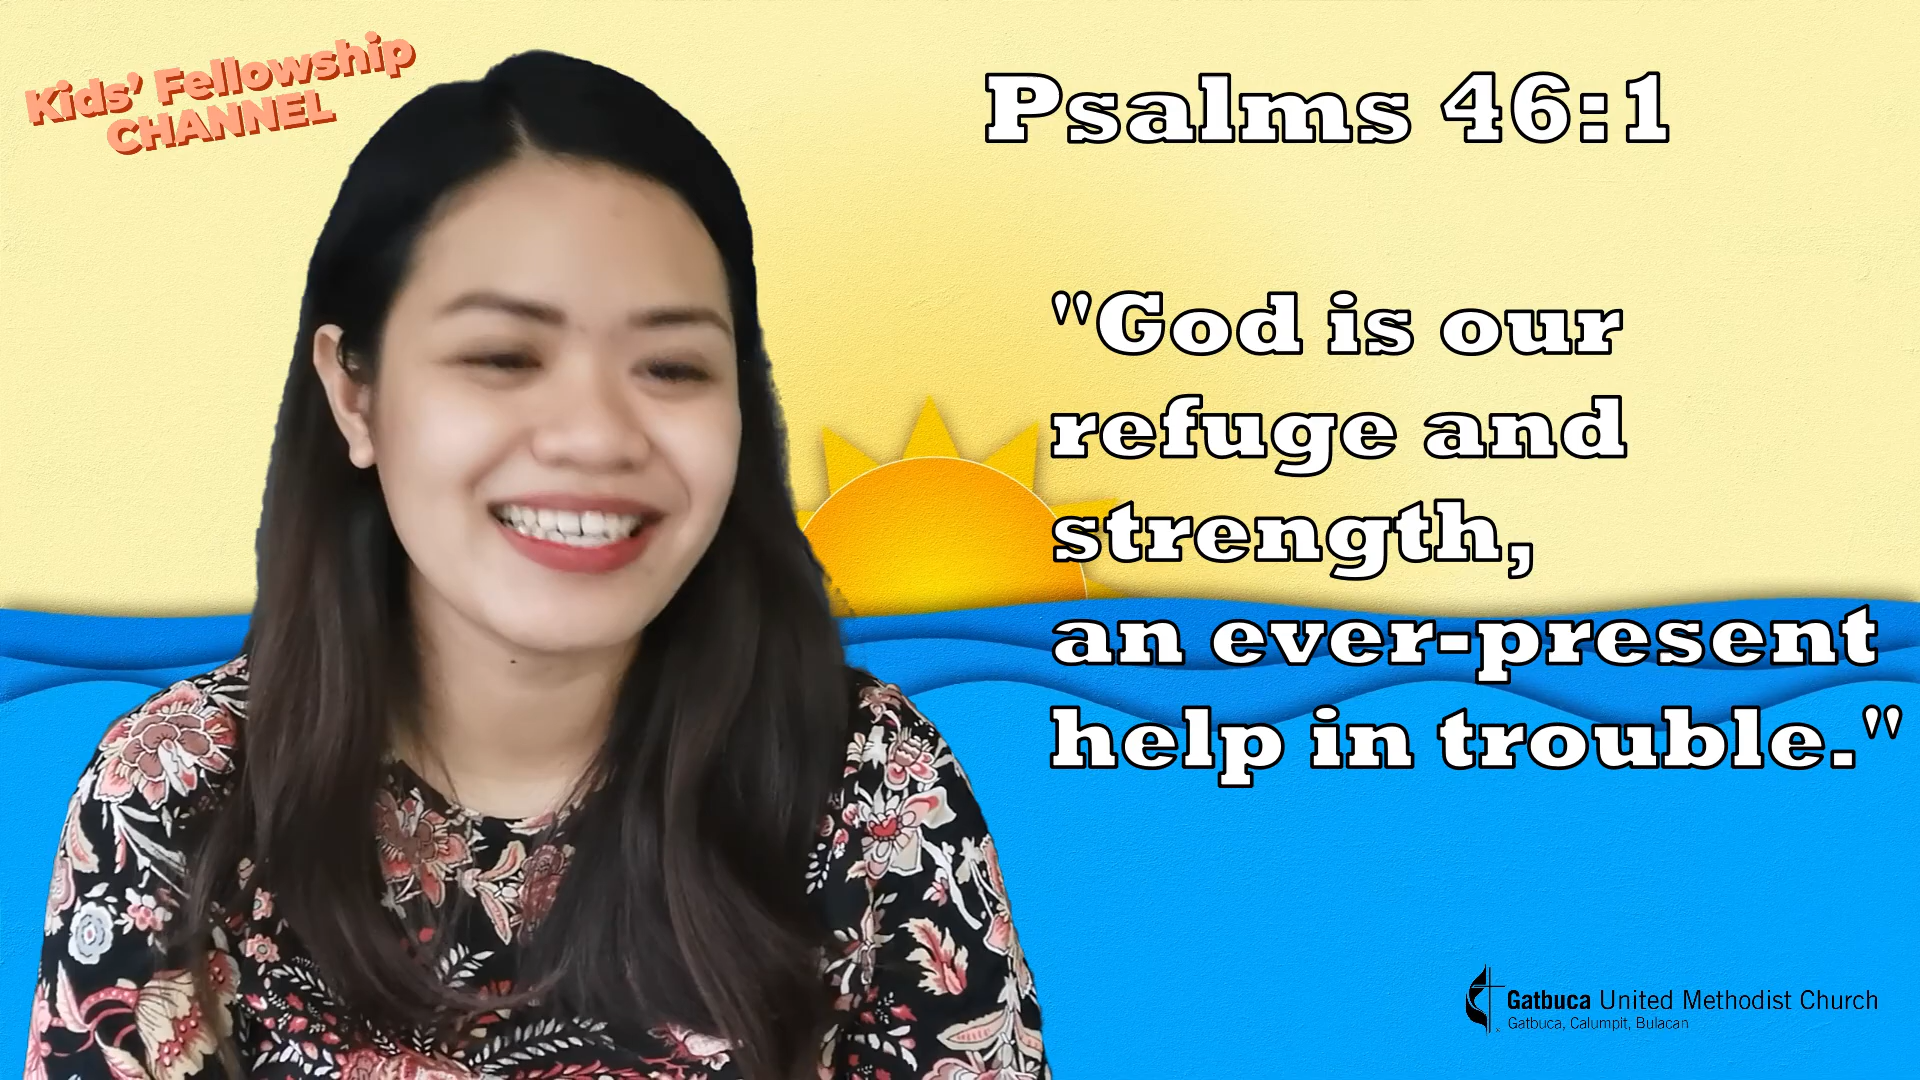 Kids' Fellowship
CHANNEL
Psalms 46:1
"God is our
refuge and
strength,
an ever-present
help in trouble."
Gatbuca United Methodist Church
Gatbuca, Calumpit, Bulacan